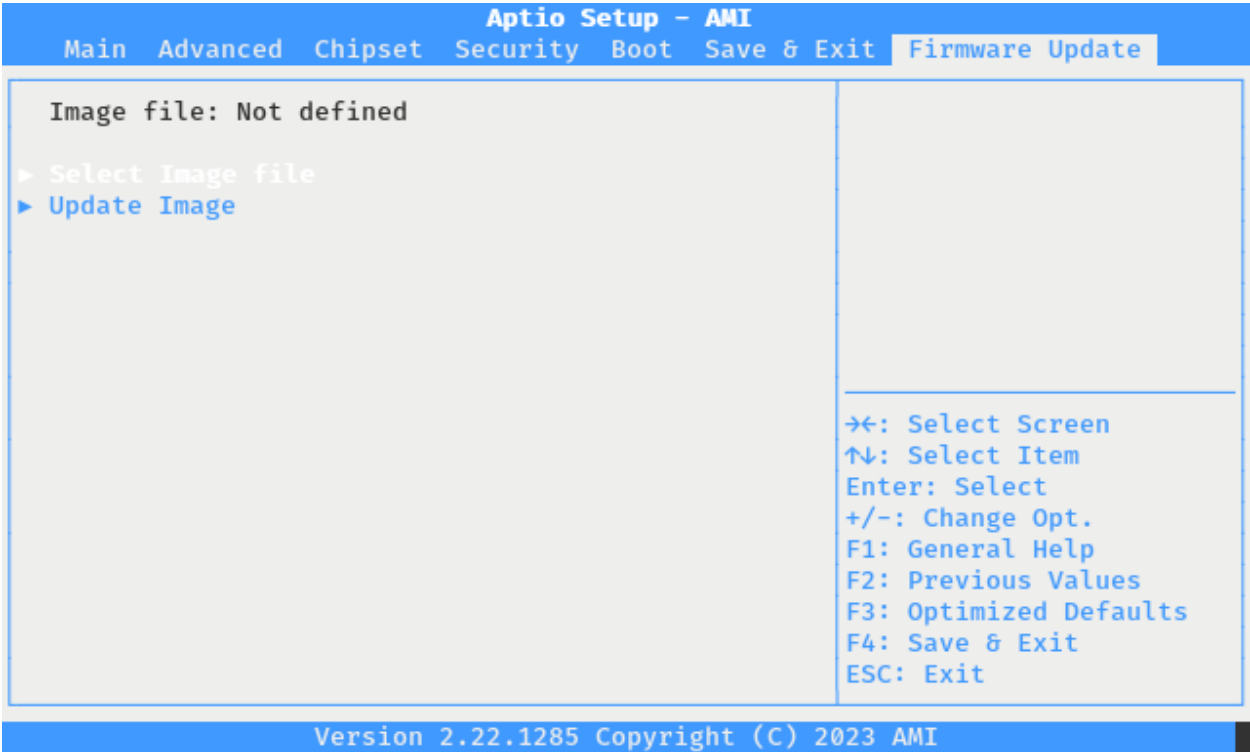 Aptio Setup - AMI
Main Advanced Chipset Security Boot Save & Exit Firmware Update
Image file: Not defined
► Select Image file
► Update Image
→←: Select Screen
↑↓: Select Item
Enter: Select
+/-: Change Opt.
F1: General Help
F2: Previous Values
F3: Optimized Defaults
F4: Save & Exit
ESC: Exit
Version 2.22.1285 Copyright (C) 2023 AMI